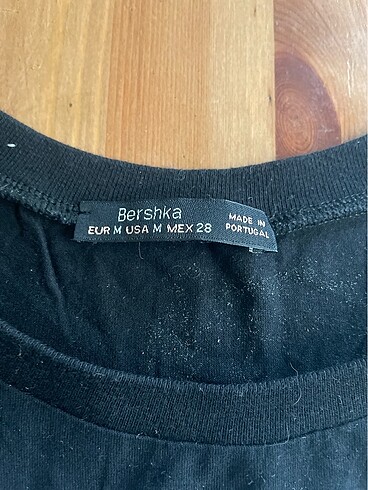 Bershka
EUR M USA M MEX 28
MADE IN
PORTUGAL